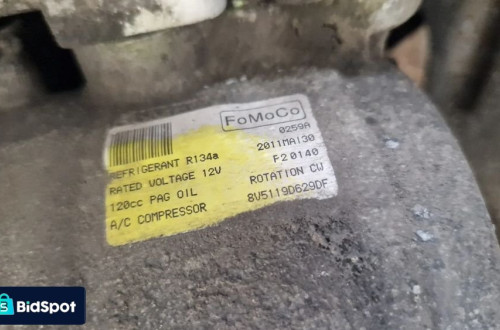 FoMoCo
0259A
REFRIGERANT R134a 2011MAI30
RATED VOLTAGE 12V F20140
120cc PAG OIL ROTATION CW
A/C COMPRESSOR 8V5119D629DF
S BidSpot